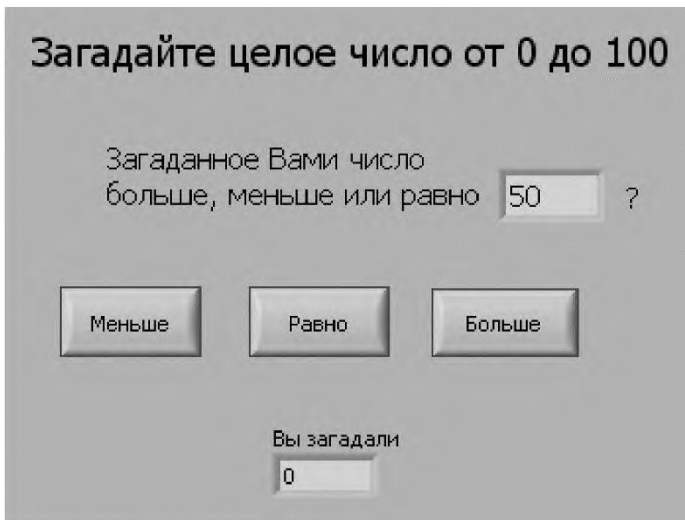 Загадайте целое число от 0 до 100
Загаданное Вами число
больше, меньше или равно 50 ?
Меньше Равно Больше
Вы загадали
0